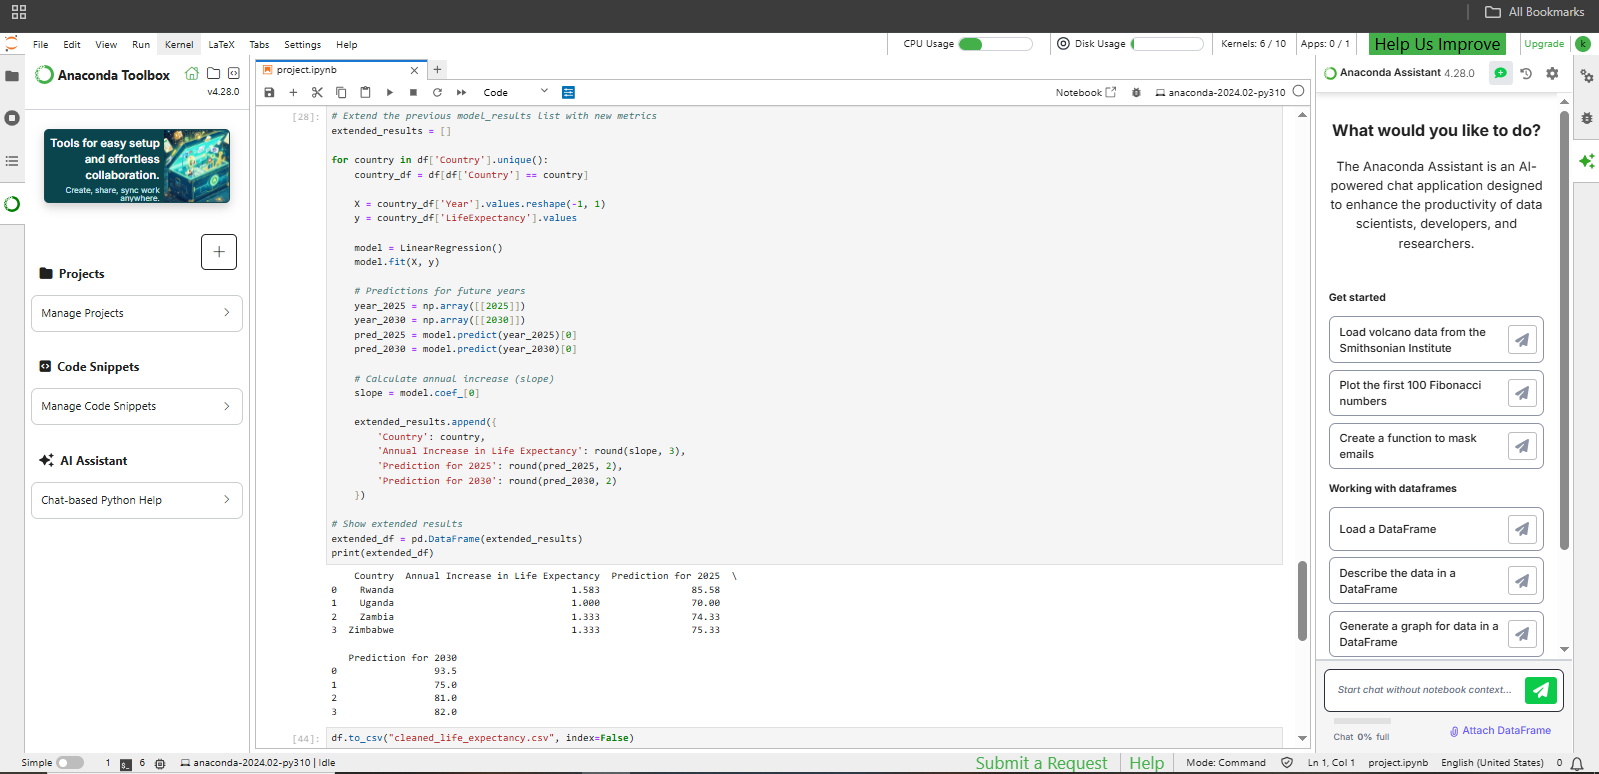 All Bookmarks
File Edit View Run Kernel LaTeX Tabs Settings Help
CPU Usage Disk Usage Kernels: 6 / 10 Apps: 0 / 1 Help Us Improve Upgrade k
Anaconda Toolbox
v4.28.0
Tools for easy setup
and effortless
collaboration.
Create, share, sync work
anywhere.
Projects
Manage Projects
Code Snippets
Manage Code Snippets
AI Assistant
Chat-based Python Help
project.ipynb
Code
Notebook anaconda-2024.02-py310
[28]: # Extend the previous model_results list with new metrics
extended_results = []
for country in df['Country'].unique():
    country_df = df[df['Country'] == country]
    X = country_df['Year'].values.reshape(-1, 1)
    y = country_df['LifeExpectancy'].values
    model = LinearRegression()
    model.fit(X, y)
    # Predictions for future years
    year_2025 = np.array([[2025]])
    year_2030 = np.array([[2030]])
    pred_2025 = model.predict(year_2025)[0]
    pred_2030 = model.predict(year_2030)[0]
    # Calculate annual increase (slope)
    slope = model.coef_[0]
    extended_results.append({
        'Country': country,
        'Annual Increase in Life Expectancy': round(slope, 3),
        'Prediction for 2025': round(pred_2025, 2),
        'Prediction for 2030': round(pred_2030, 2)
    })
# Show extended results
extended_df = pd.DataFrame(extended_results)
print(extended_df)
Country Annual Increase in Life Expectancy Prediction for 2025 \
0 Rwanda 1.583 85.58
1 Uganda 1.000 70.00
2 Zambia 1.333 74.33
3 Zimbabwe 1.333 75.33
Prediction for 2030
0 93.5
1 75.0
2 81.0
3 82.0
[44]: df.to_csv("cleaned_life_expectancy.csv", index=False)
Anaconda Assistant 4.28.0
What would you like to do?
The Anaconda Assistant is an AI-
powered chat application designed
to enhance the productivity of data
scientists, developers, and
researchers.
Get started
Load volcano data from the
Smithsonian Institute
Plot the first 100 Fibonacci
numbers
Create a function to mask
emails
Working with dataframes
Load a DataFrame
Describe the data in a
DataFrame
Generate a graph for data in a
DataFrame
Start chat without notebook context...
Chat 0% full Attach DataFrame
Simple 1 6 anaconda-2024.02-py310 | Idle Submit a Request Help Mode: Command Ln 1, Col 1 project.ipynb English (United States) 0